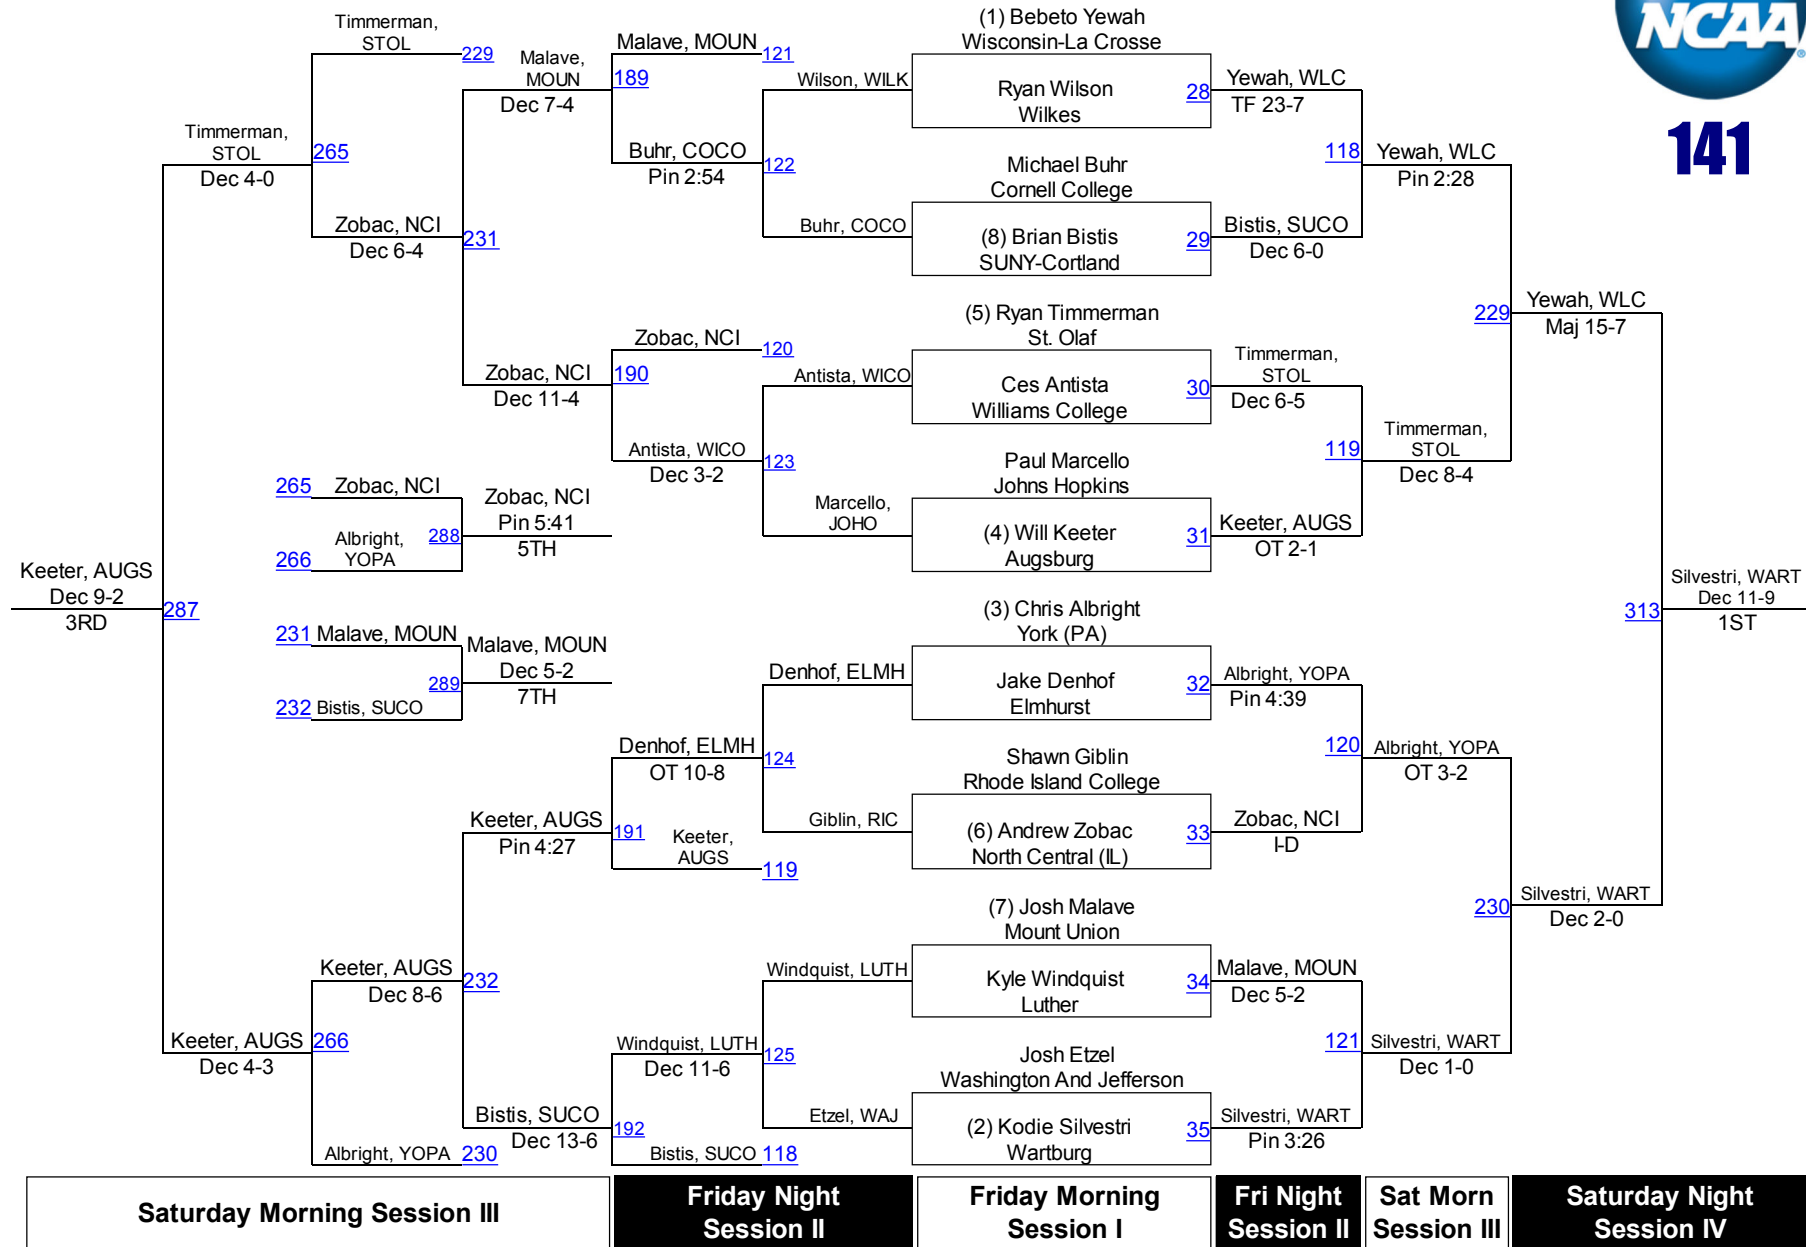 NCAA
141
(1) Bebeto Yewah
Wisconsin-La Crosse
Ryan Wilson
Wilkes
28
Michael Buhr
Cornell College
(8) Brian Bistis
SUNY-Cortland
29
(5) Ryan Timmerman
St. Olaf
Ces Antista
Williams College
30
Paul Marcello
Johns Hopkins
(4) Will Keeter
Augsburg
31
(3) Chris Albright
York (PA)
Jake Denhof
Elmhurst
32
Shawn Giblin
Rhode Island College
(6) Andrew Zobac
North Central (IL)
33
(7) Josh Malave
Mount Union
Kyle Windquist
Luther
34
Josh Etzel
Washington And Jefferson
(2) Kodie Silvestri
Wartburg
35
Yewah, WLC
TF 23-7
118
Bistis, SUCO
Dec 6-0
Timmerman,
STOL
Dec 6-5
119
Keeter, AUGS
OT 2-1
Albright, YOPA
Pin 4:39
120
Zobac, NCI
I-D
Malave, MOUN
Dec 5-2
121
Silvestri, WART
Pin 3:26
Yewah, WLC
Pin 2:28
229
Timmerman,
STOL
Dec 8-4
Albright, YOPA
OT 3-2
230
Silvestri, WART
Dec 1-0
Yewah, WLC
Maj 15-7
313
Silvestri, WART
Dec 2-0
Silvestri, WART
Dec 11-9
1ST
Wilson, WILK
122
Buhr, COCO
Antista, WICO
123
Marcello,
JOHO
Denhof, ELMH
124
Giblin, RIC
Windquist, LUTH
125
Etzel, WAJ
Malave, MOUN
121
189
Buhr, COCO
Pin 2:54
Zobac, NCI
120
190
Antista, WICO
Dec 3-2
Denhof, ELMH
OT 10-8
191
Keeter,
AUGS
119
Windquist, LUTH
Dec 11-6
192
Bistis, SUCO
118
Malave,
MOUN
Dec 7-4
231
Zobac, NCI
Dec 11-4
Keeter, AUGS
Pin 4:27
232
Bistis, SUCO
Dec 13-6
Timmerman,
STOL
229
265
Zobac, NCI
Dec 6-4
Keeter, AUGS
Dec 8-6
266
Albright, YOPA
230
Timmerman,
STOL
Dec 4-0
287
Keeter, AUGS
Dec 4-3
Keeter, AUGS
Dec 9-2
3RD
265
Zobac, NCI
288
266
Albright,
YOPA
Zobac, NCI
Pin 5:41
5TH
231
Malave, MOUN
289
232
Bistis, SUCO
Malave, MOUN
Dec 5-2
7TH
Saturday Morning Session III
Friday Night
Session II
Friday Morning
Session I
Fri Night
Session II
Sat Morn
Session III
Saturday Night
Session IV